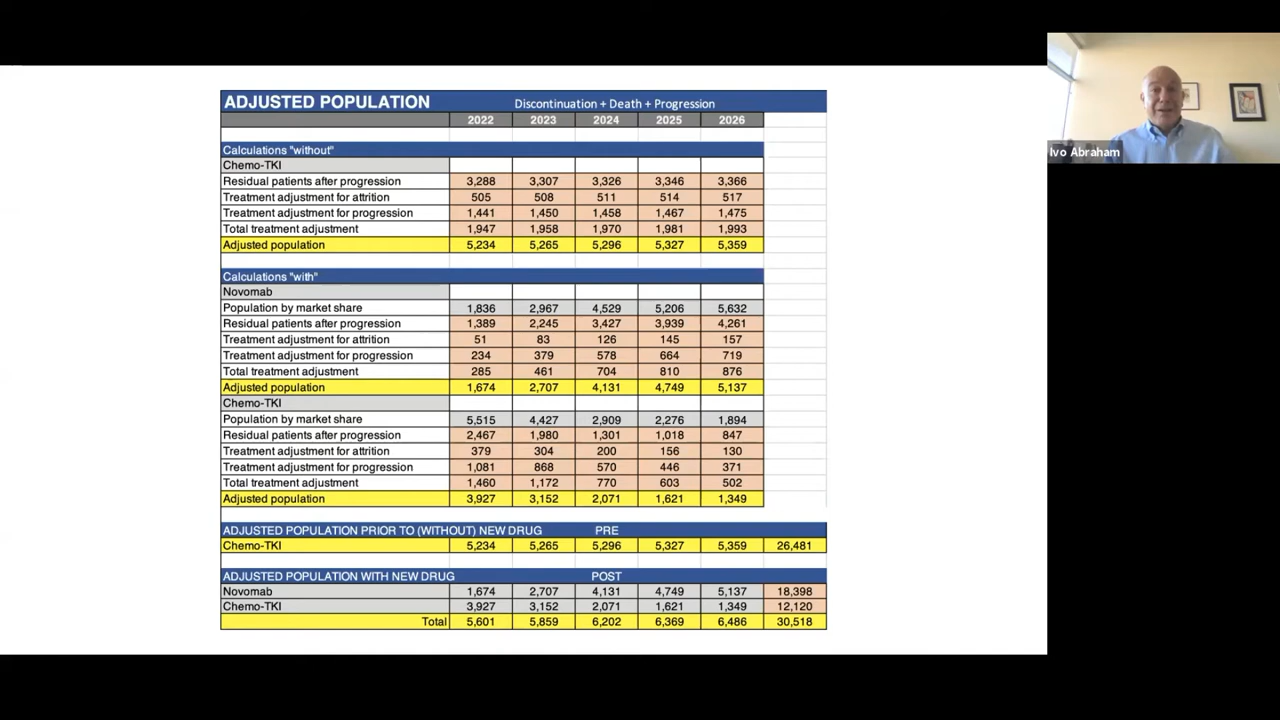 ADJUSTED POPULATION Discontinuation + Death + Progression
2022 2023 2024 2025 2026
Calculations "without"
Chemo-TKI
Residual patients after progression 3,288 3,307 3,326 3,346 3,366
Treatment adjustment for attrition 505 508 511 514 517
Treatment adjustment for progression 1,441 1,450 1,458 1,467 1,475
Total treatment adjustment 1,947 1,958 1,970 1,981 1,993
Adjusted population 5,234 5,265 5,296 5,327 5,359
Calculations "with"
Novomab
Population by market share 1,836 2,967 4,529 5,206 5,632
Residual patients after progression 1,389 2,245 3,427 3,939 4,261
Treatment adjustment for attrition 51 83 126 145 157
Treatment adjustment for progression 234 379 578 664 719
Total treatment adjustment 285 461 704 810 876
Adjusted population 1,674 2,707 4,131 4,749 5,137
Chemo-TKI
Population by market share 5,515 4,427 2,909 2,276 1,894
Residual patients after progression 2,467 1,980 1,301 1,018 847
Treatment adjustment for attrition 379 304 200 156 130
Treatment adjustment for progression 1,081 868 570 446 371
Total treatment adjustment 1,460 1,172 770 603 502
Adjusted population 3,927 3,152 2,071 1,621 1,349
ADJUSTED POPULATION PRIOR TO (WITHOUT) NEW DRUG PRE
Chemo-TKI 5,234 5,265 5,296 5,327 5,359 26,481
ADJUSTED POPULATION WITH NEW DRUG POST
Novomab 1,674 2,707 4,131 4,749 5,137 18,398
Chemo-TKI 3,927 3,152 2,071 1,621 1,349 12,120
Total 5,601 5,859 6,202 6,369 6,486 30,518
Ivo Abraham